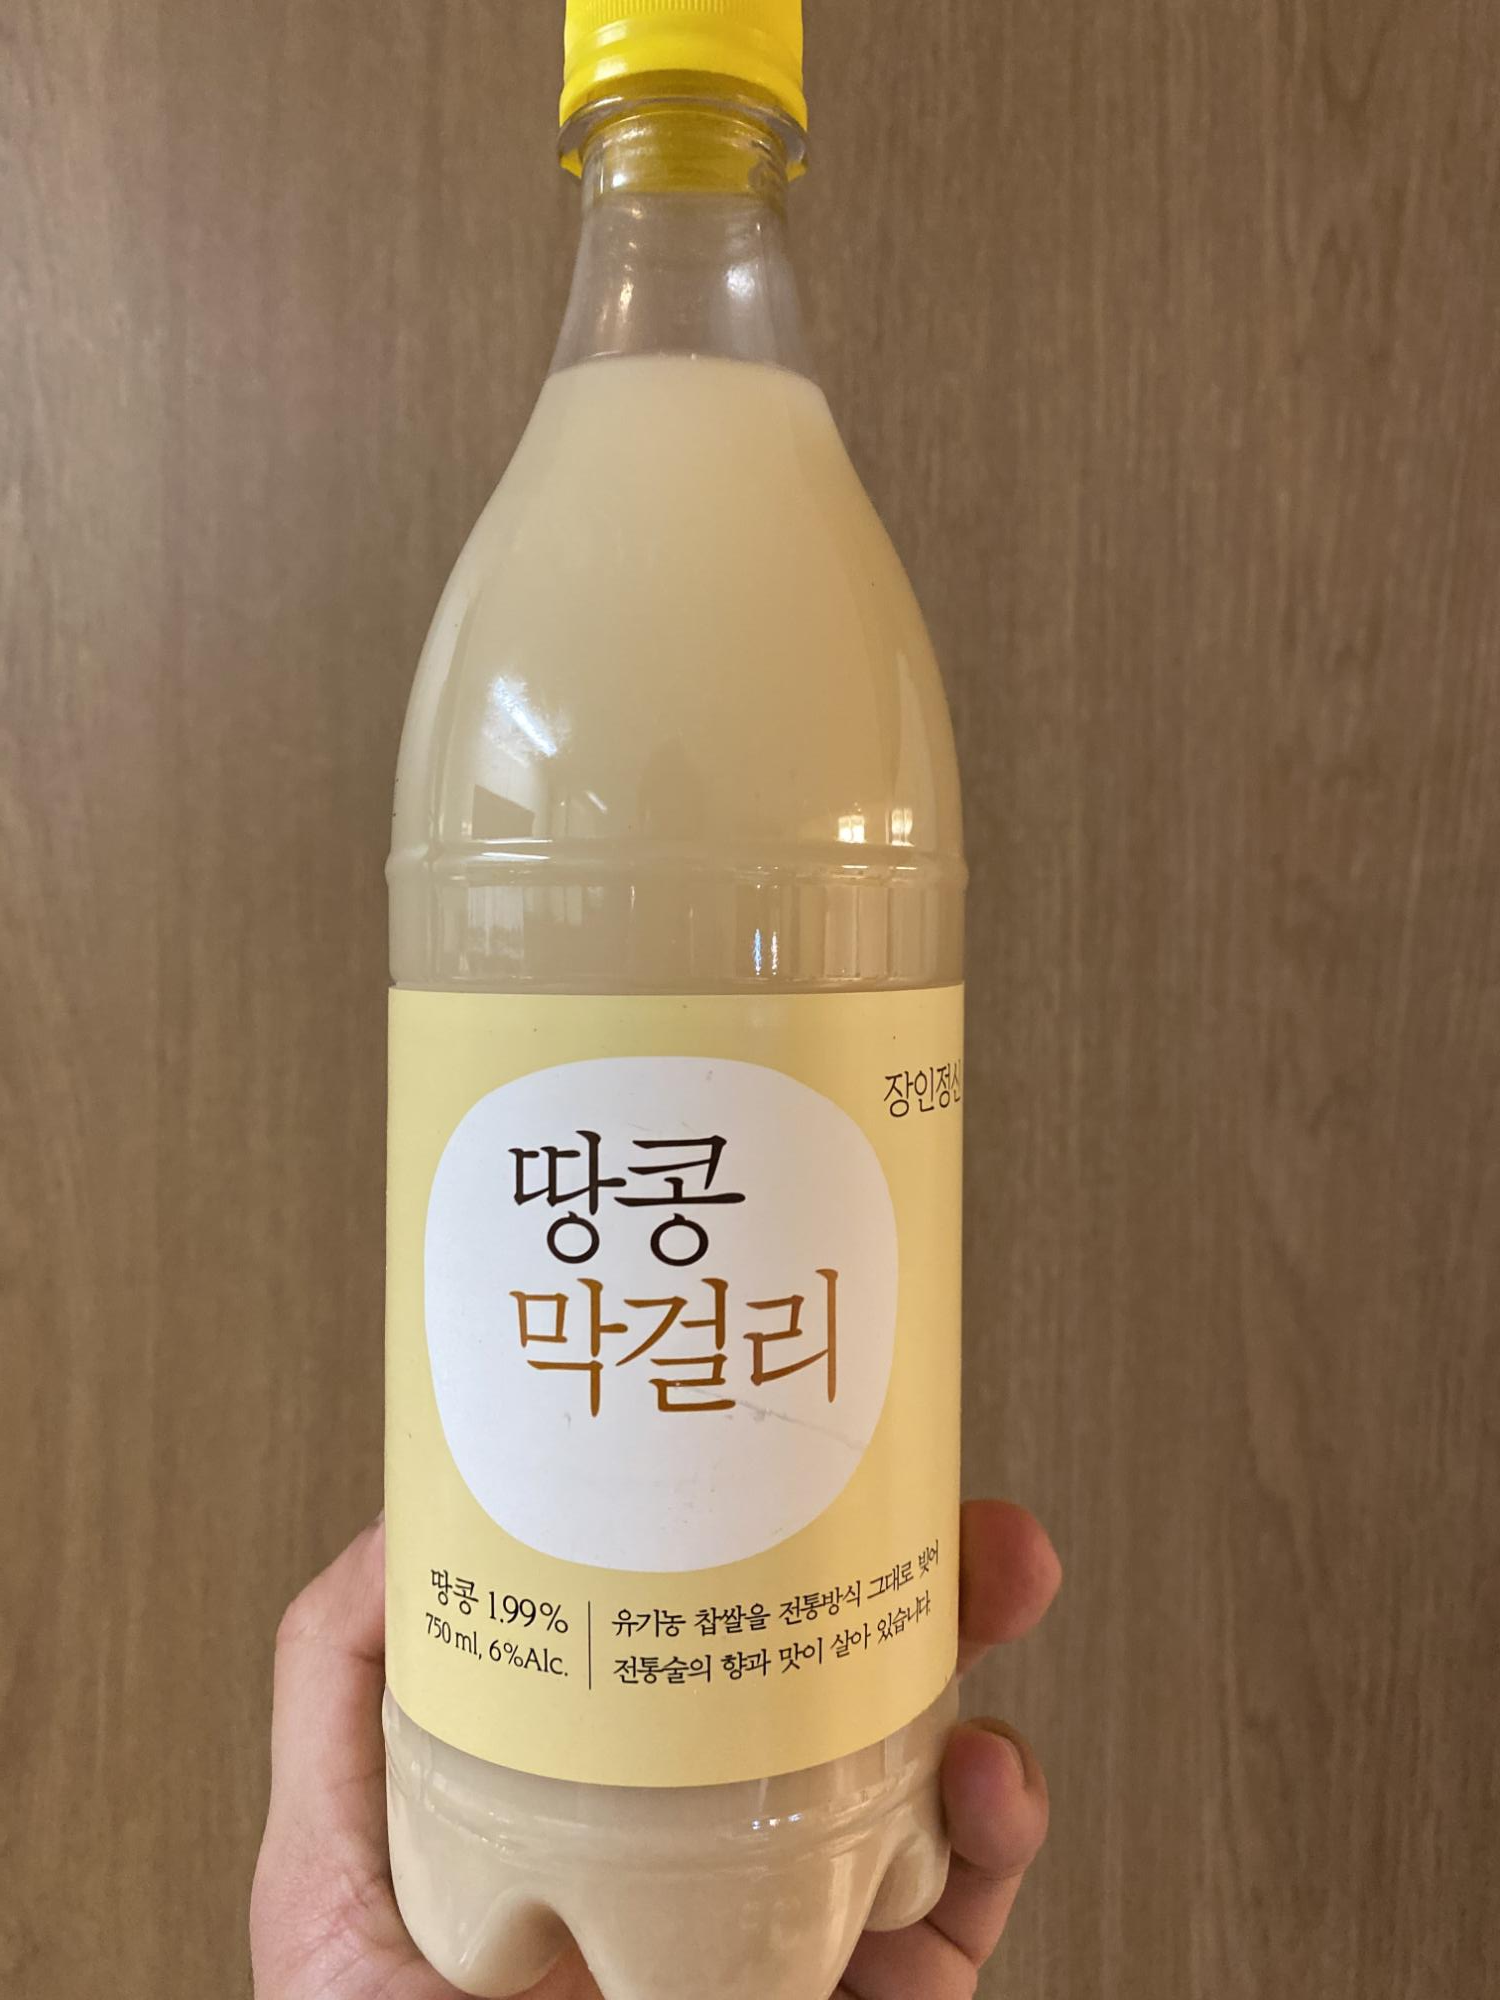 장인정신
땅콩
막걸리
땅콩 1.99%
750 ml, 6%Alc.
유기농 찹쌀을 전통방식 그대로 빚어
전통술의 향과 맛이 살아 있습니다.